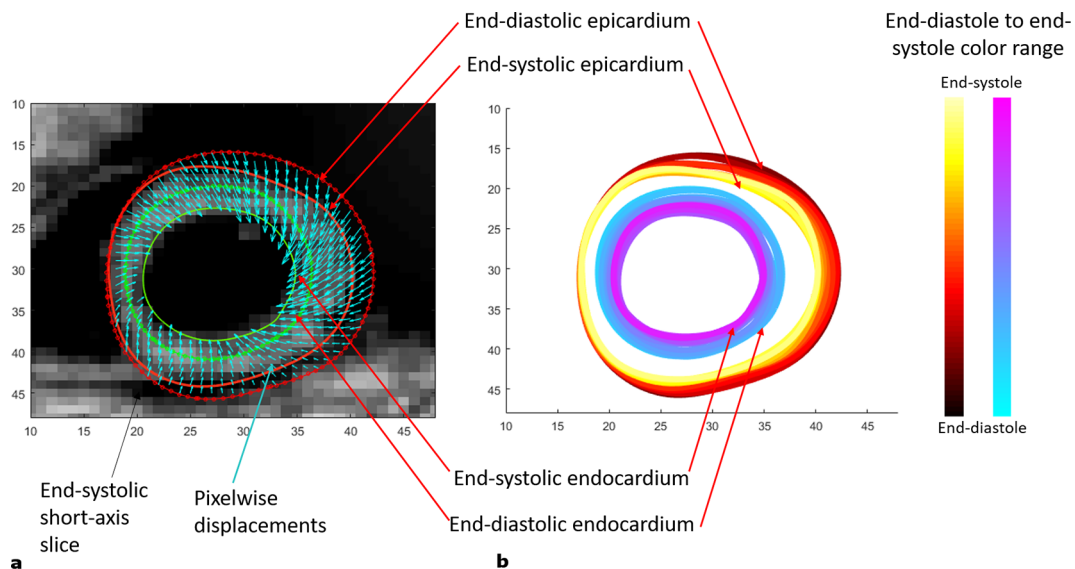 End-diastolic epicardium
End-systolic epicardium
End-diastole to end-
systole color range
End-systole
End-diastole
10
15
20
25
30
35
40
45
10
15
20
25
30
35
40
45
10
15
20
25
30
35
40
45
10
15
20
25
30
35
40
45
End-systolic
short-axis
slice
Pixelwise
displacements
End-systolic endocardium
End-diastolic endocardium
a
b